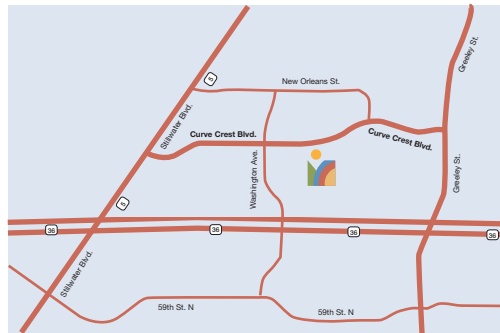 Greeley St.
5
New Orleans St.
Stillwater Blvd.
Curve Crest Blvd.
Curve Crest Blvd.
Washington Ave.
Greeley St.
5
36
36
36
36
Stillwater Blvd.
59th St. N
59th St. N